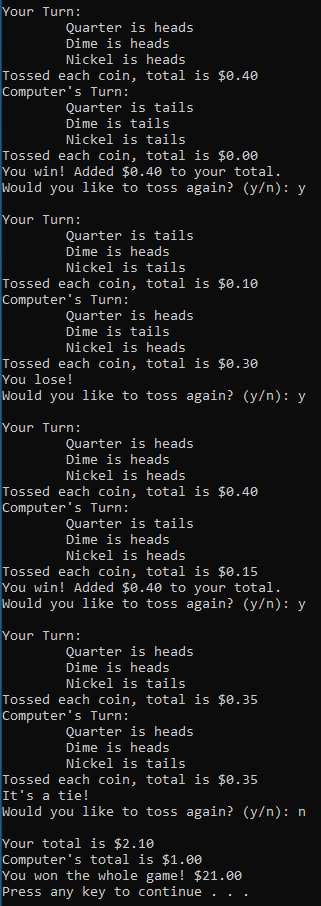 Your Turn:
Quarter is heads
Dime is heads
Nickel is heads
Tossed each coin, total is $0.40
Computer's Turn:
Quarter is tails
Dime is tails
Nickel is tails
Tossed each coin, total is $0.00
You win! Added $0.40 to your total.
Would you like to toss again? (y/n): y
Your Turn:
Quarter is tails
Dime is heads
Nickel is tails
Tossed each coin, total is $0.10
Computer's Turn:
Quarter is heads
Dime is tails
Nickel is heads
Tossed each coin, total is $0.30
You lose!
Would you like to toss again? (y/n): y
Your Turn:
Quarter is heads
Dime is heads
Nickel is heads
Tossed each coin, total is $0.40
Computer's Turn:
Quarter is tails
Dime is heads
Nickel is heads
Tossed each coin, total is $0.15
You win! Added $0.40 to your total.
Would you like to toss again? (y/n): y
Your Turn:
Quarter is heads
Dime is heads
Nickel is tails
Tossed each coin, total is $0.35
Computer's Turn:
Quarter is heads
Dime is heads
Nickel is tails
Tossed each coin, total is $0.35
It's a tie!
Would you like to toss again? (y/n): n
Your total is $2.10
Computer's total is $1.00
You won the whole game! $21.00
Press any key to continue . . .